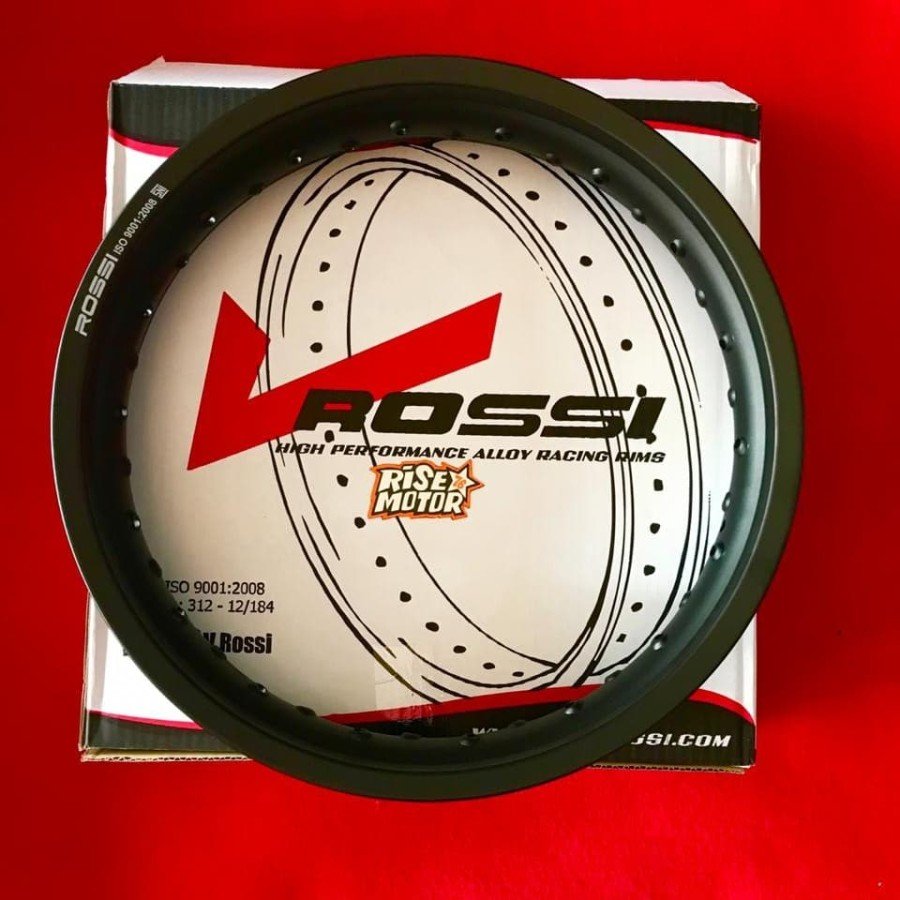 ROSSI ISO 9001:2008
ROSSI
HIGH PERFORMANCE ALLOY RACING RIMS
RISE
MOTOR
ISO 9001:2008
: 312 - 12/184
Rossi
SSI.COM